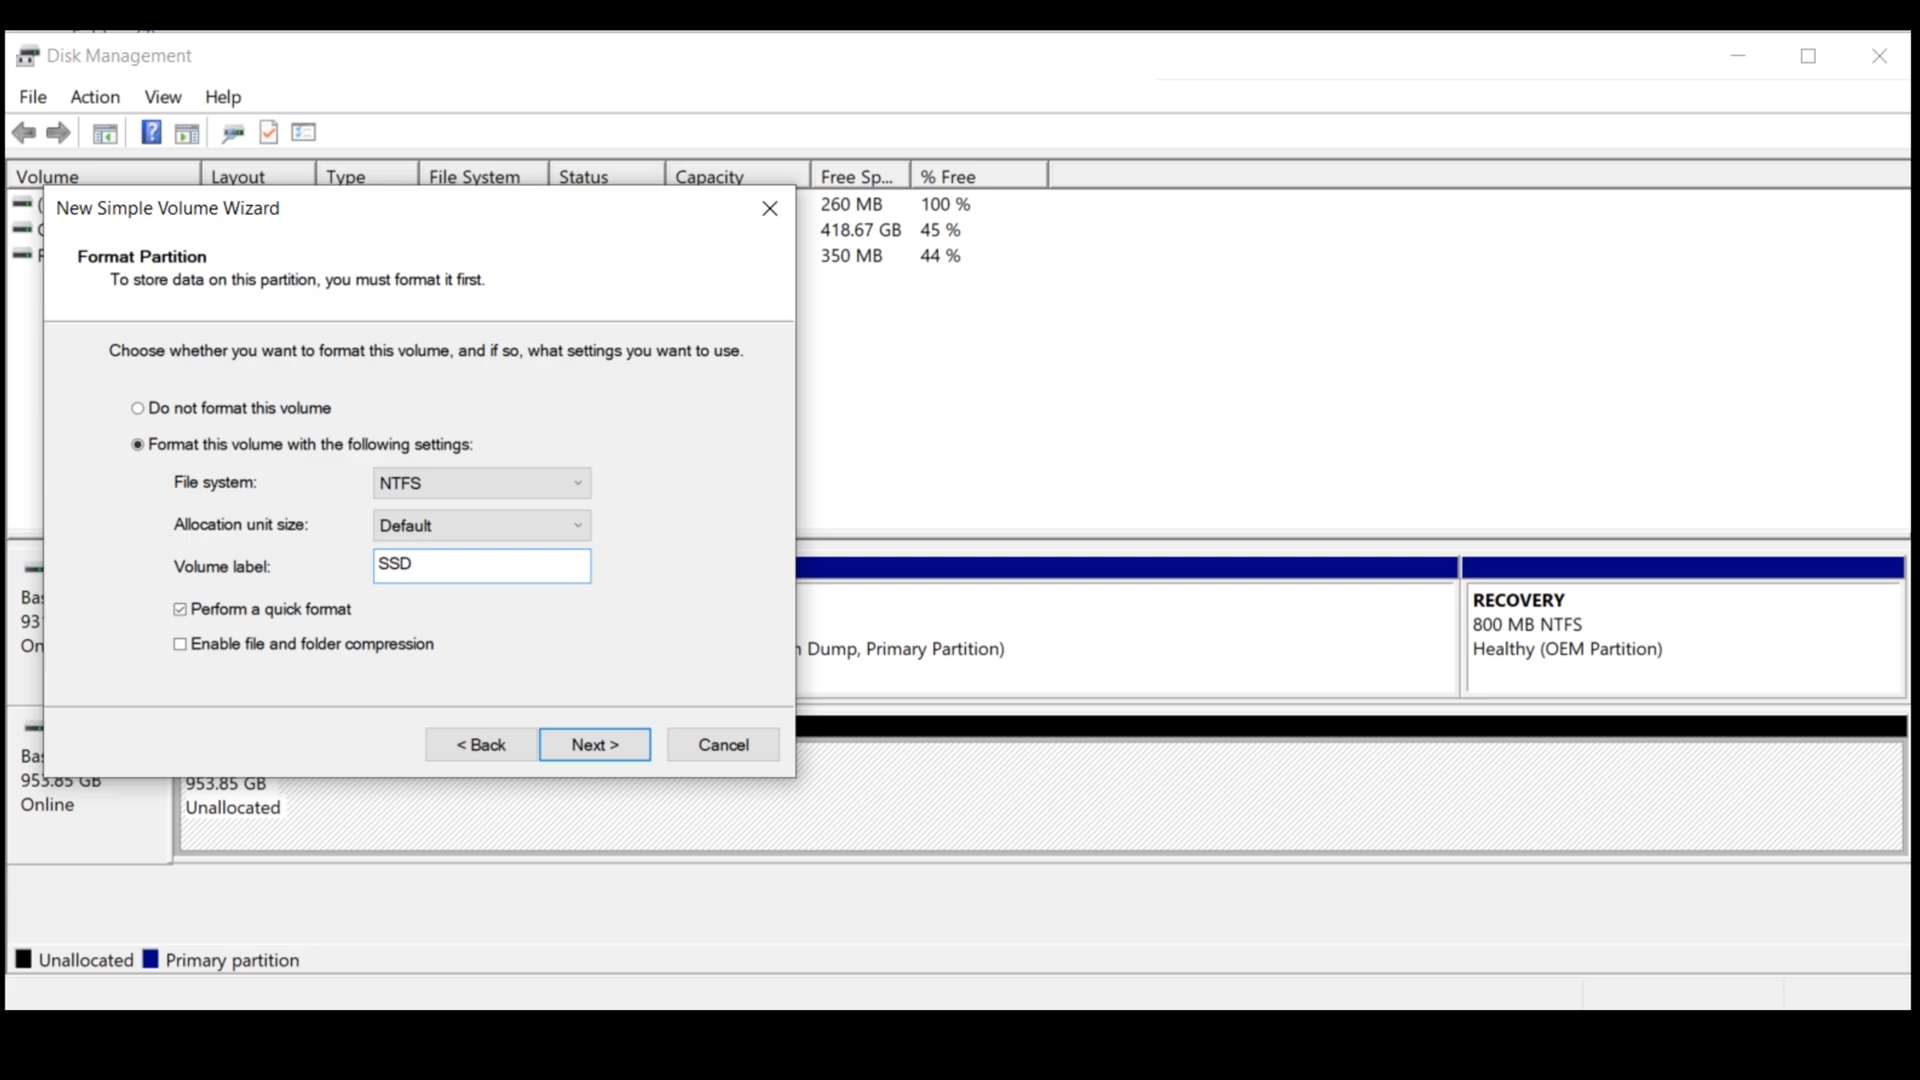 Disk Management
File Action View Help
Volume Layout Type File System Status Capacity Free Sp... % Free
260 MB 100 %
418.67 GB 45 %
350 MB 44 %
New Simple Volume Wizard
Format Partition
To store data on this partition, you must format it first.
Choose whether you want to format this volume, and if so, what settings you want to use.
Do not format this volume
Format this volume with the following settings:
File system: NTFS
Allocation unit size: Default
Volume label: SSD
Perform a quick format
Enable file and folder compression
< Back Next > Cancel
Dump, Primary Partition)
RECOVERY
800 MB NTFS
Healthy (OEM Partition)
953.85 GB
Online
953.85 GB
Unallocated
Unallocated Primary partition